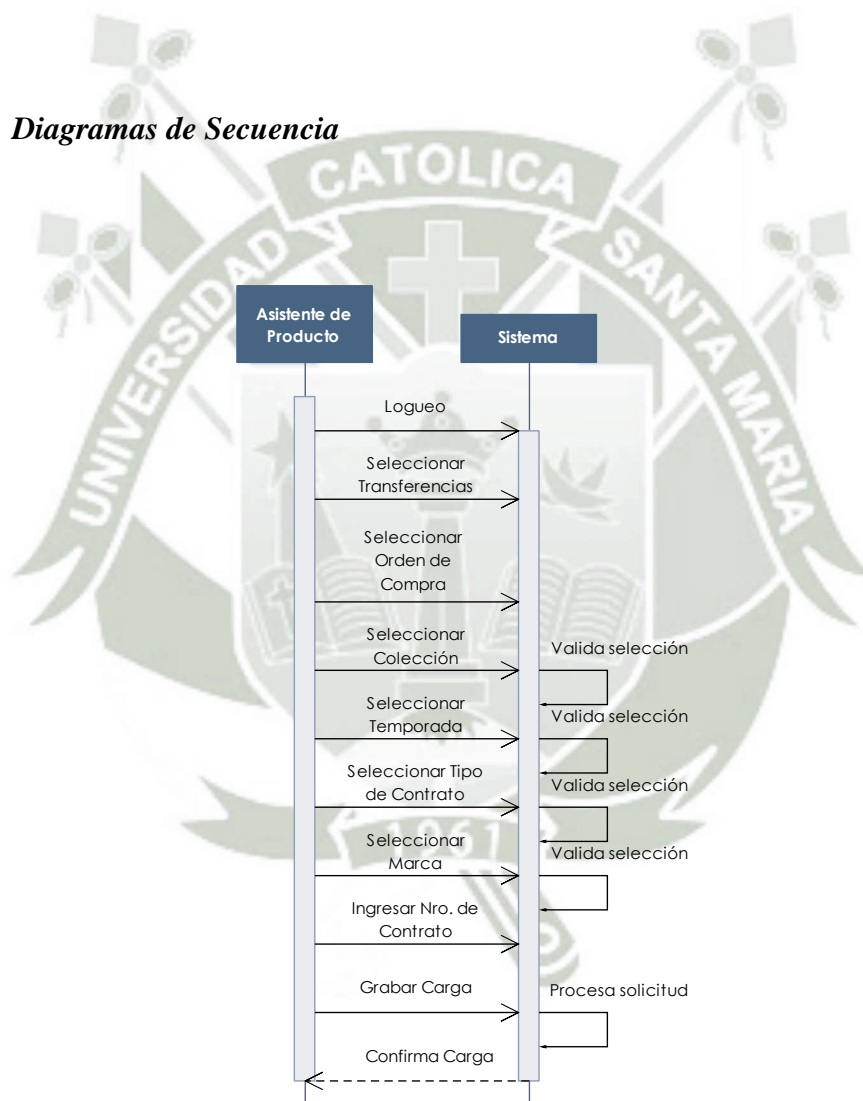 Diagramas de Secuencia
UNIVERSIDAD
CATOLICA
SANTA MARIA
Asistente de
Producto
Sistema
Logueo
Seleccionar
Transferencias
Seleccionar
Orden de
Compra
Seleccionar
Colección
Valida selección
Seleccionar
Temporada
Valida selección
Seleccionar Tipo
de Contrato
Valida selección
1961
Seleccionar
Marca
Valida selección
Ingresar Nro. de
Contrato
Grabar Carga
Procesa solicitud
Confirma Carga